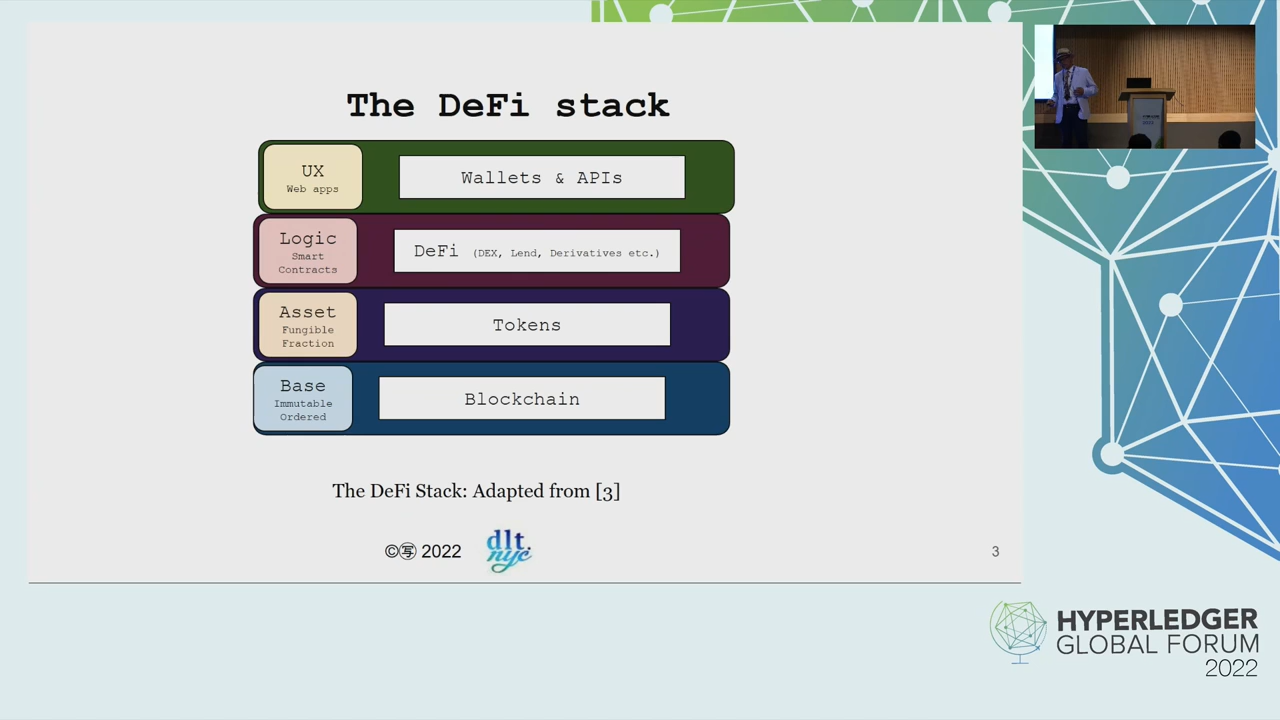 The DeFi stack
UX
Web apps
Wallets & APIs
Logic
Smart
Contracts
DeFi (DEX, Lend, Derivatives etc.)
Asset
Fungible
Fraction
Tokens
Base
Immutable
Ordered
Blockchain
The DeFi Stack: Adapted from [3]
©㊢ 2022
dlt.
nyc
3
HYPERLEDGER
GLOBAL FORUM
2022